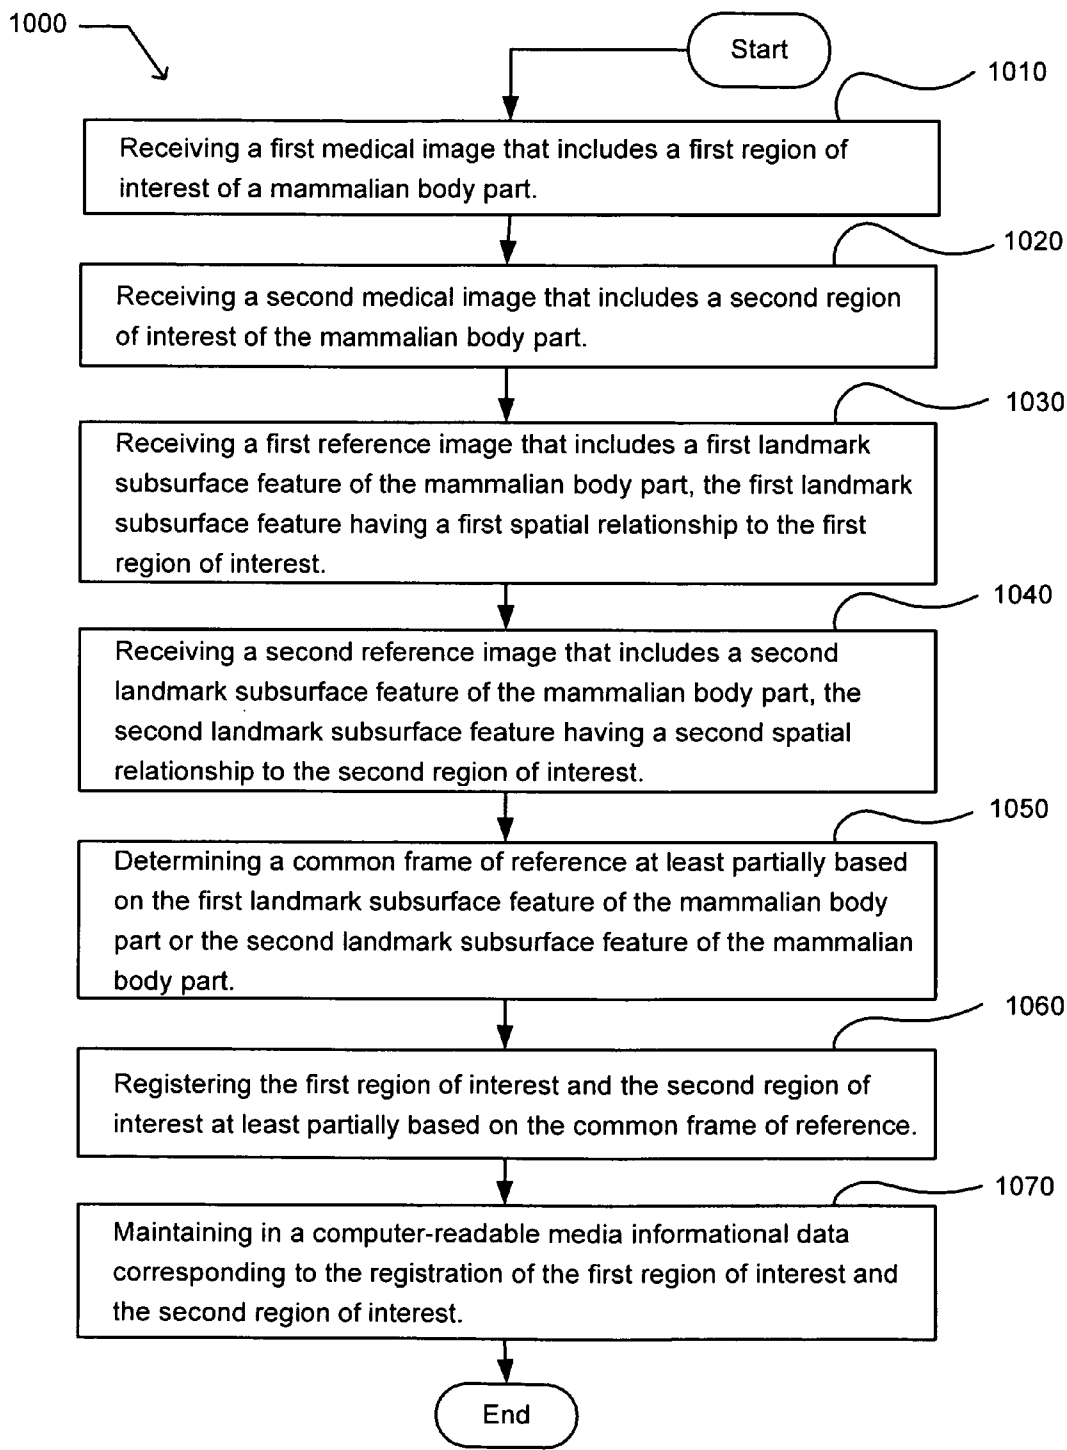 1000
Start
1010
Receiving a first medical image that includes a first region of
interest of a mammalian body part.
1020
Receiving a second medical image that includes a second region
of interest of the mammalian body part.
1030
Receiving a first reference image that includes a first landmark
subsurface feature of the mammalian body part, the first landmark
subsurface feature having a first spatial relationship to the first
region of interest.
1040
Receiving a second reference image that includes a second
landmark subsurface feature of the mammalian body part, the
second landmark subsurface feature having a second spatial
relationship to the second region of interest.
1050
Determining a common frame of reference at least partially based
on the first landmark subsurface feature of the mammalian body
part or the second landmark subsurface feature of the mammalian
body part.
1060
Registering the first region of interest and the second region of
interest at least partially based on the common frame of reference.
1070
Maintaining in a computer-readable media informational data
corresponding to the registration of the first region of interest and
the second region of interest.
End